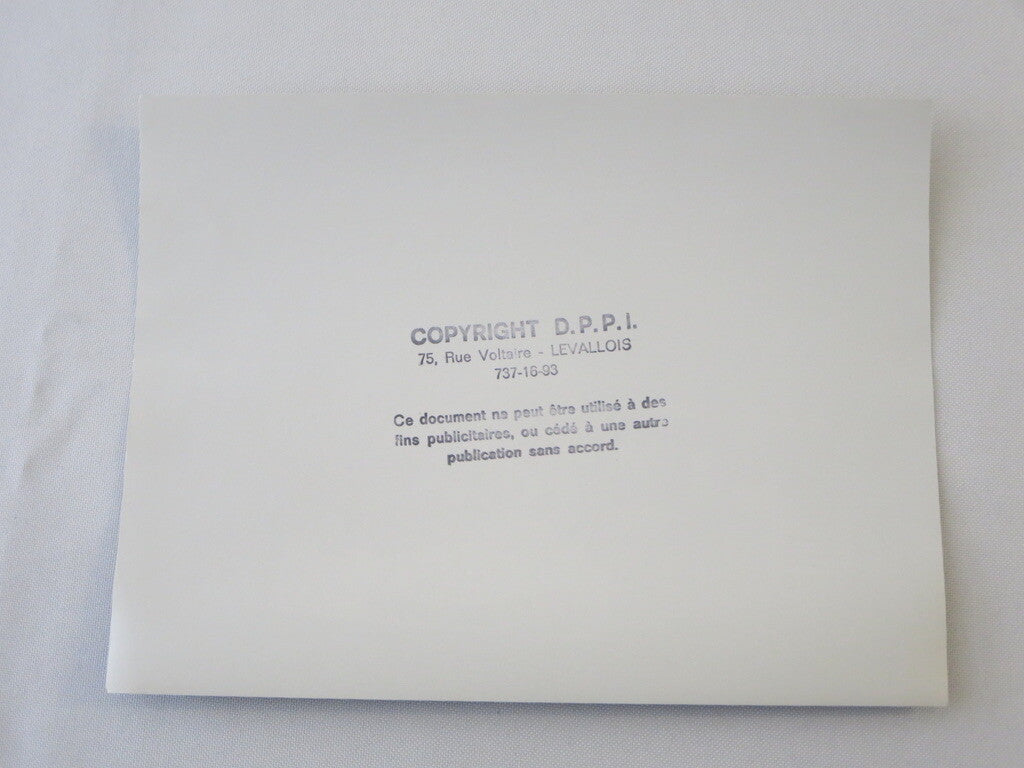 COPYRIGHT D.P.P.I.
75, Rue Voltaire - LEVALLOIS
737-16-93
Ce document ne peut être utilisé à des
fins publicitaires, ou cédé à une autre
publication sans accord.